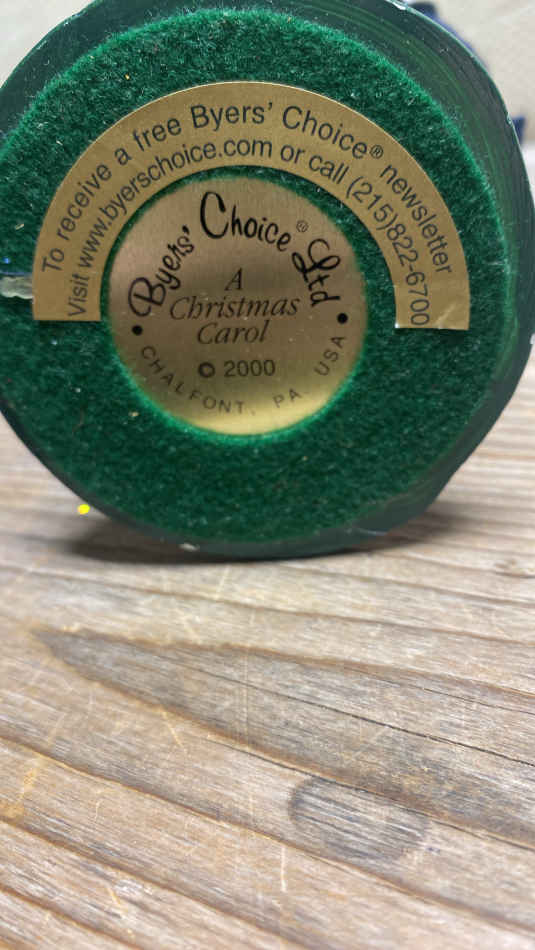 To receive a free Byers' Choice® newsletter
Visit www.byerschoice.com or call (215)822-6700
Byers' Choice® Ltd
A
Christmas
Carol
© 2000
• CHALFONT, PA USA •